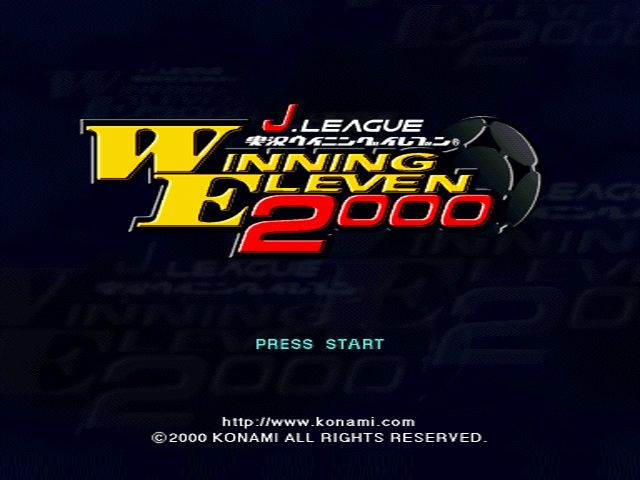 J.LEAGUE
実況ウイニングイレブン®
WINNING
ELEVEN
2000
PRESS START
http://www.konami.com
©2000 KONAMI ALL RIGHTS RESERVED.